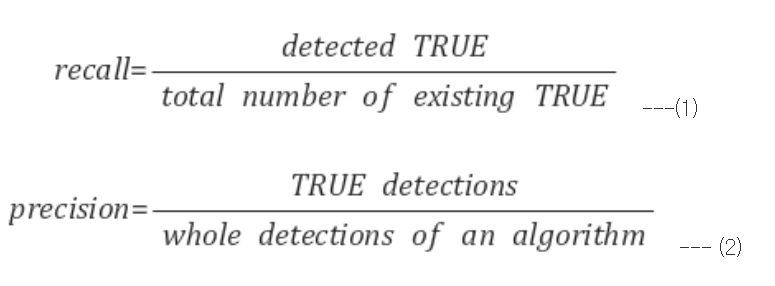 recall= detected TRUE / total number of existing TRUE ---(1)
precision= TRUE detections / whole detections of an algorithm --- (2)